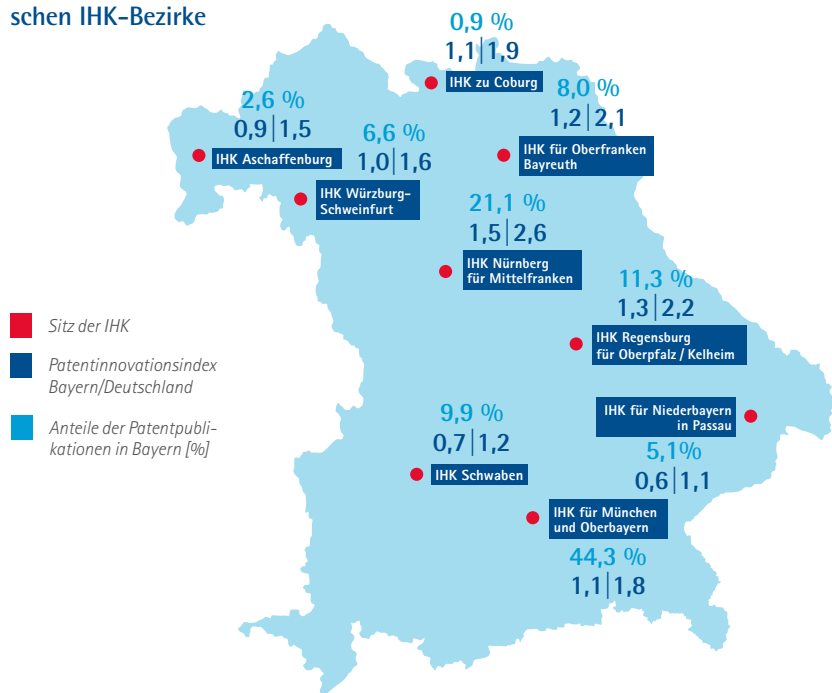 schen IHK-Bezirke
0,9 %
1,1|1,9
IHK zu Coburg
8,0 %
1,2|2,1
IHK für Oberfranken
Bayreuth
2,6 %
0,9|1,5
IHK Aschaffenburg
6,6 %
1,0|1,6
IHK Würzburg-
Schweinfurt
21,1 %
1,5|2,6
IHK Nürnberg
für Mittelfranken
11,3 %
1,3|2,2
IHK Regensburg
für Oberpfalz / Kelheim
Sitz der IHK
Patentinnovationsindex
Bayern/Deutschland
Anteile der Patentpubli-
kationen in Bayern [%]
IHK für Niederbayern
in Passau
5,1%
0,6|1,1
9,9 %
0,7|1,2
IHK Schwaben
IHK für München
und Oberbayern
44,3 %
1,1|1,8